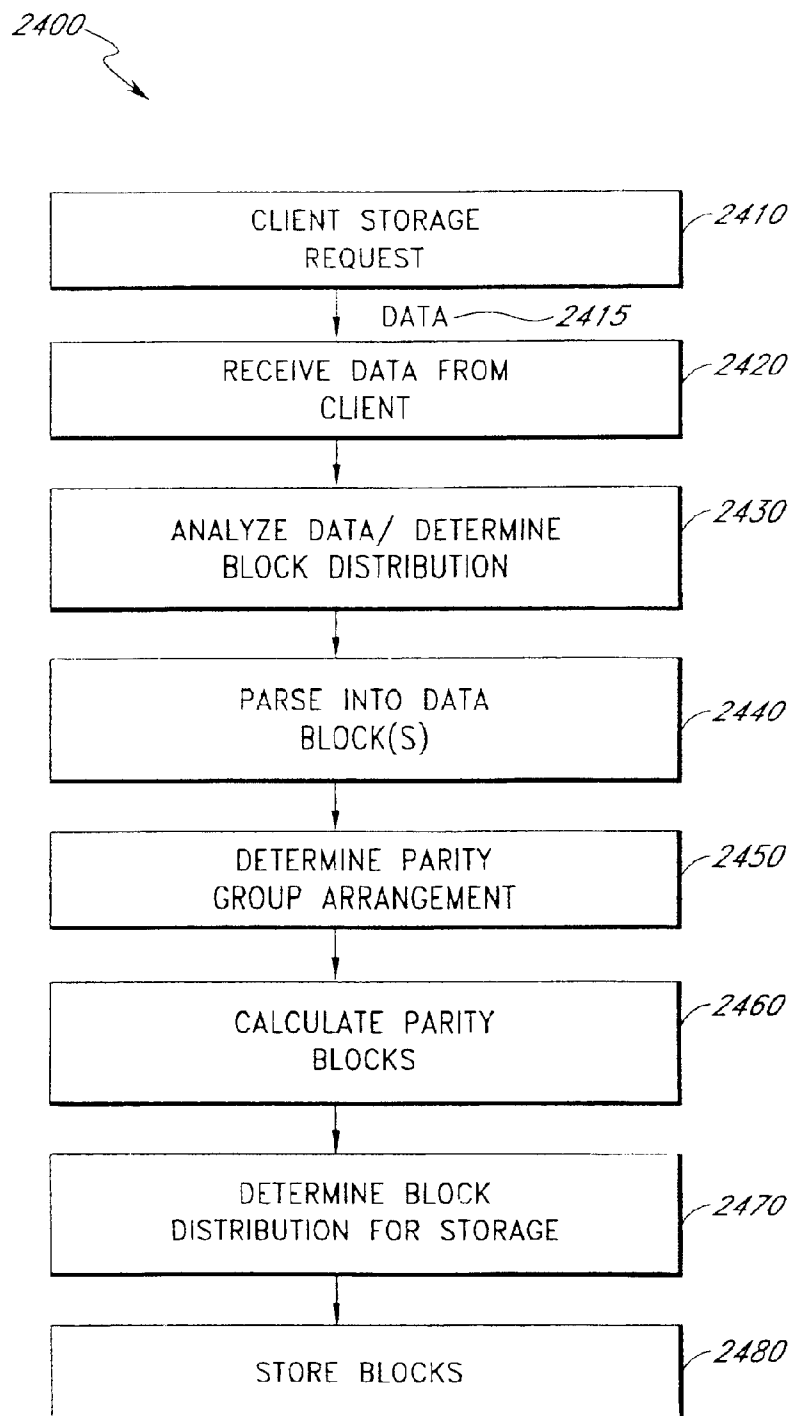 2400
CLIENT STORAGE
REQUEST
2410
DATA 2415
RECEIVE DATA FROM
CLIENT
2420
ANALYZE DATA/ DETERMINE
BLOCK DISTRIBUTION
2430
PARSE INTO DATA
BLOCK(S)
2440
DETERMINE PARITY
GROUP ARRANGEMENT
2450
CALCULATE PARITY
BLOCKS
2460
DETERMINE BLOCK
DISTRIBUTION FOR STORAGE
2470
STORE BLOCKS
2480